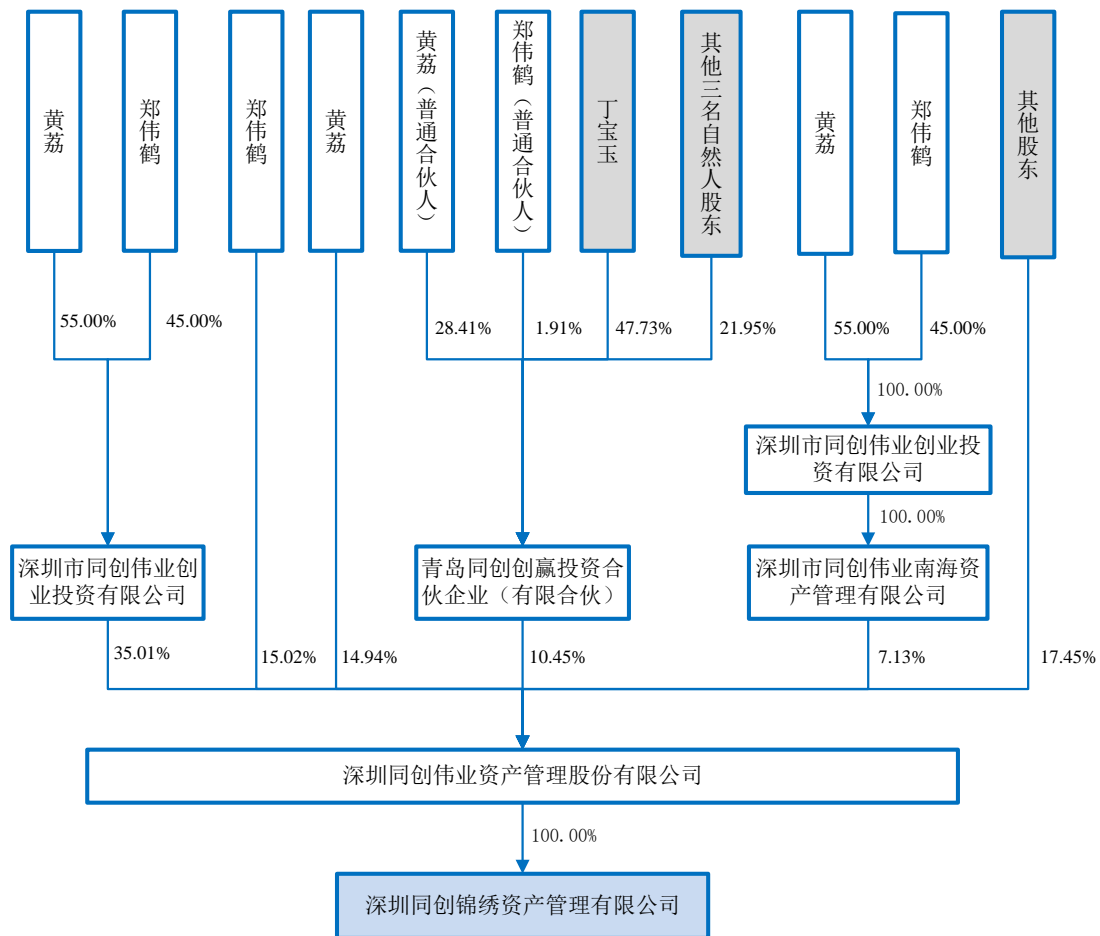 黄荔
郑伟鹤
郑伟鹤
黄荔
黄荔（普通合伙人）
郑伟鹤（普通合伙人）
丁宝玉
其他三名自然人股东
黄荔
郑伟鹤
其他股东
55.00%
45.00%
28.41%
1.91%
47.73%
21.95%
55.00%
45.00%
100.00%
深圳市同创伟业创业投
资有限公司
100.00%
深圳市同创伟业创
业投资有限公司
青岛同创创赢投资合
伙企业（有限合伙）
深圳市同创伟业南海资
产管理有限公司
35.01%
15.02%
14.94%
10.45%
7.13%
17.45%
深圳同创伟业资产管理股份有限公司
100.00%
深圳同创锦绣资产管理有限公司